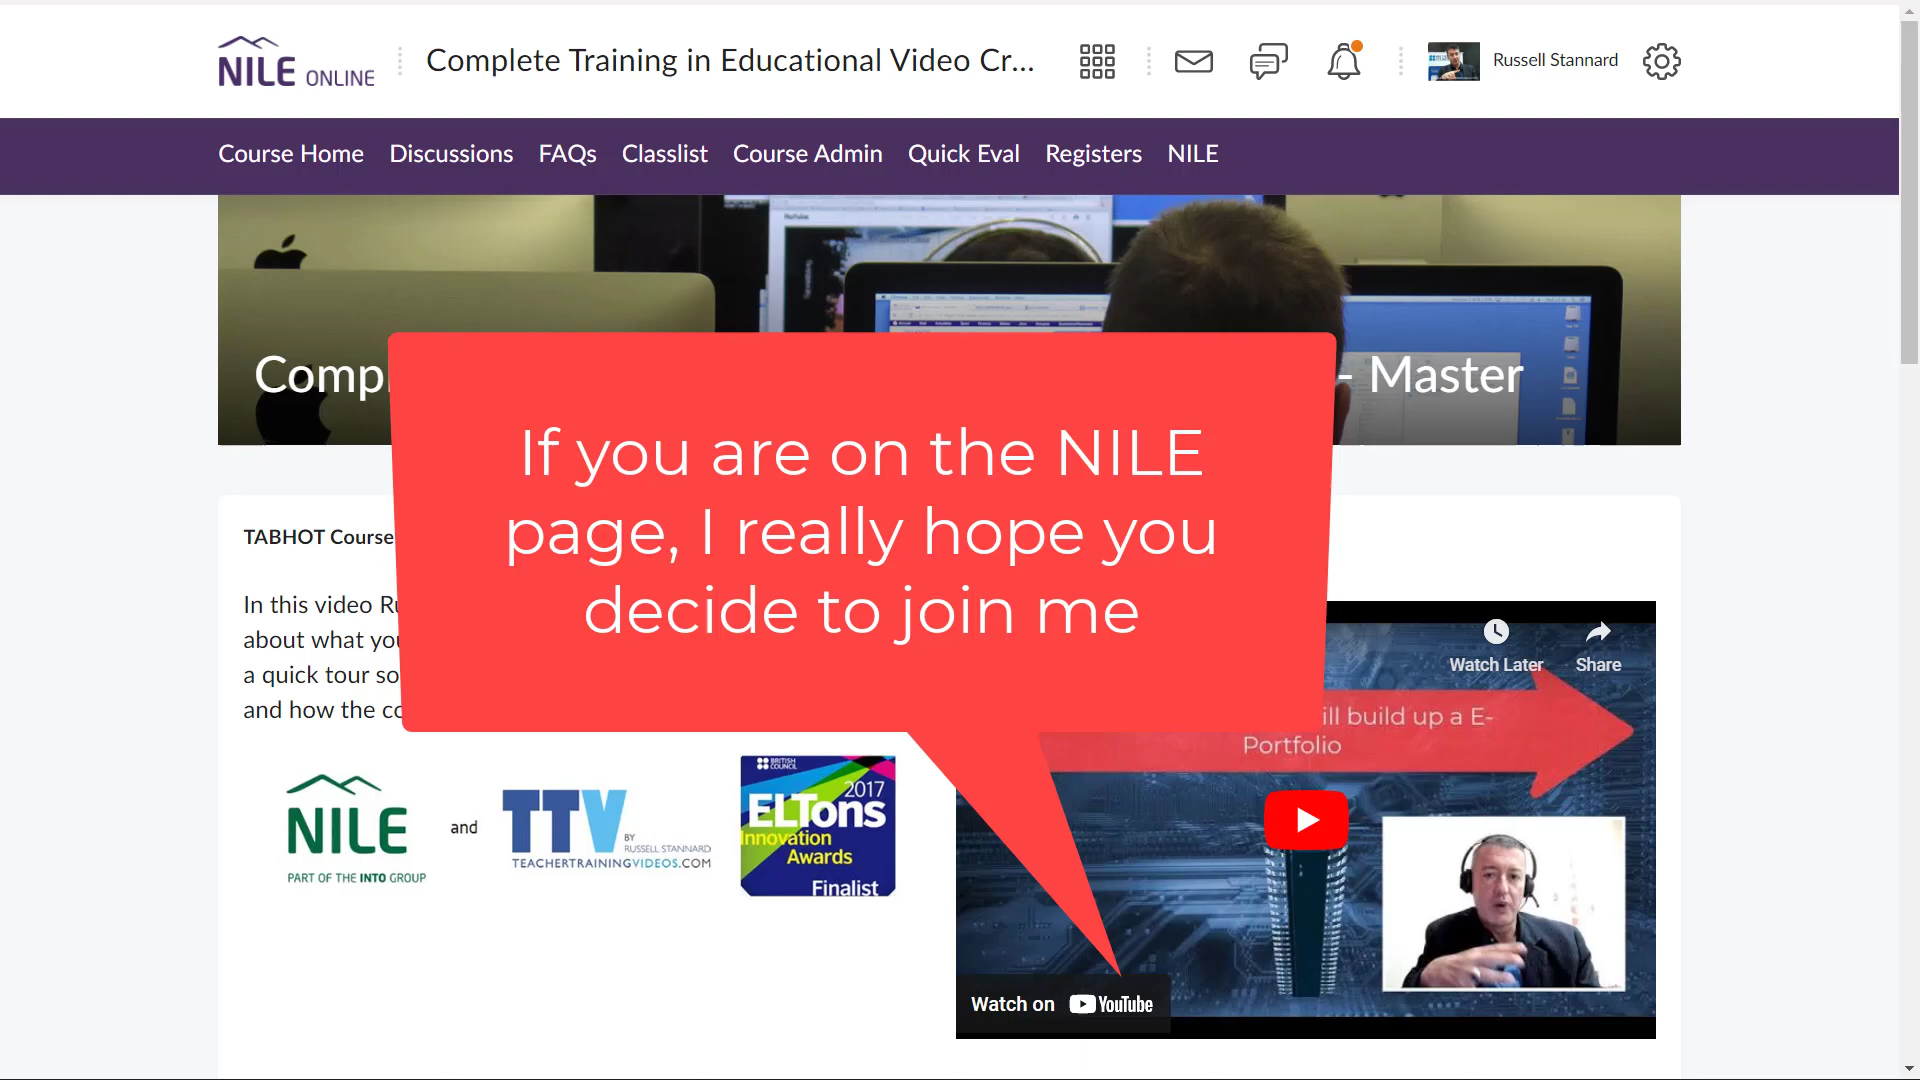 NILE ONLINE
Complete Training in Educational Video Cr...
Russell Stannard
Course Home Discussions FAQs Classlist Course Admin Quick Eval Registers NILE
- Master
If you are on the NILE
page, I really hope you
decide to join me
TABHOT Course
In this video
about what
a quick tour so
and how the
Watch Later Share
build up a E-
Portfolio
NILE
PART OF THE INTO GROUP
and
TTV
BY
RUSSELL STANNARD
TEACHERTRAININGVIDEOS.COM
BRITISH
COUNCIL
2017
ELTons
Innovation
Awards
Finalist
Watch on YouTube